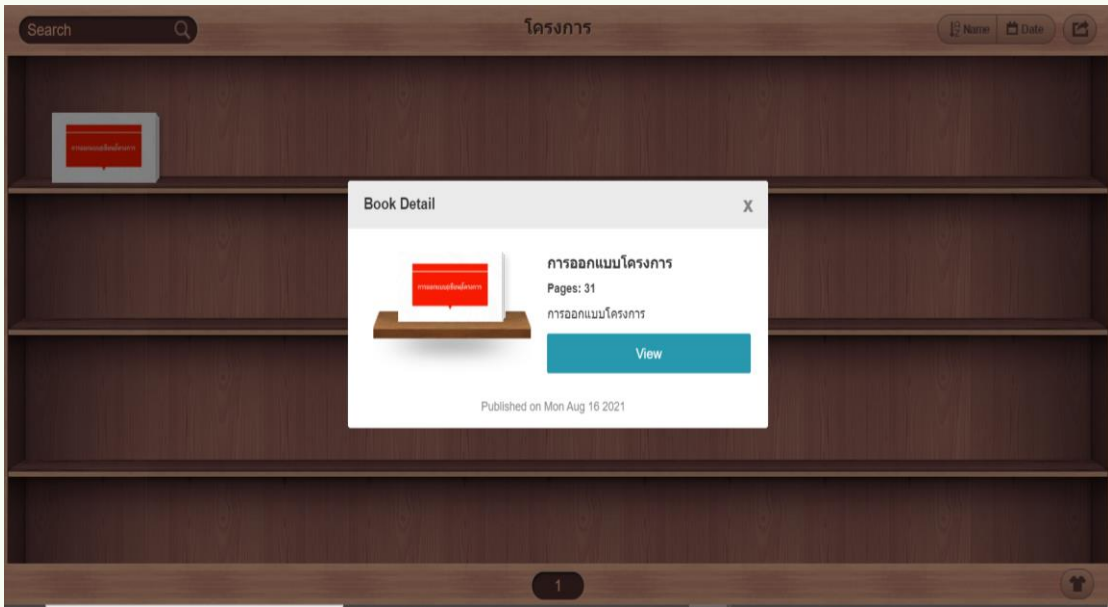 Search
โครงการ
Name
Date
Book Detail
X
การออกแบบโครงการ
Pages: 31
การออกแบบโครงการ
View
Published on Mon Aug 16 2021
1